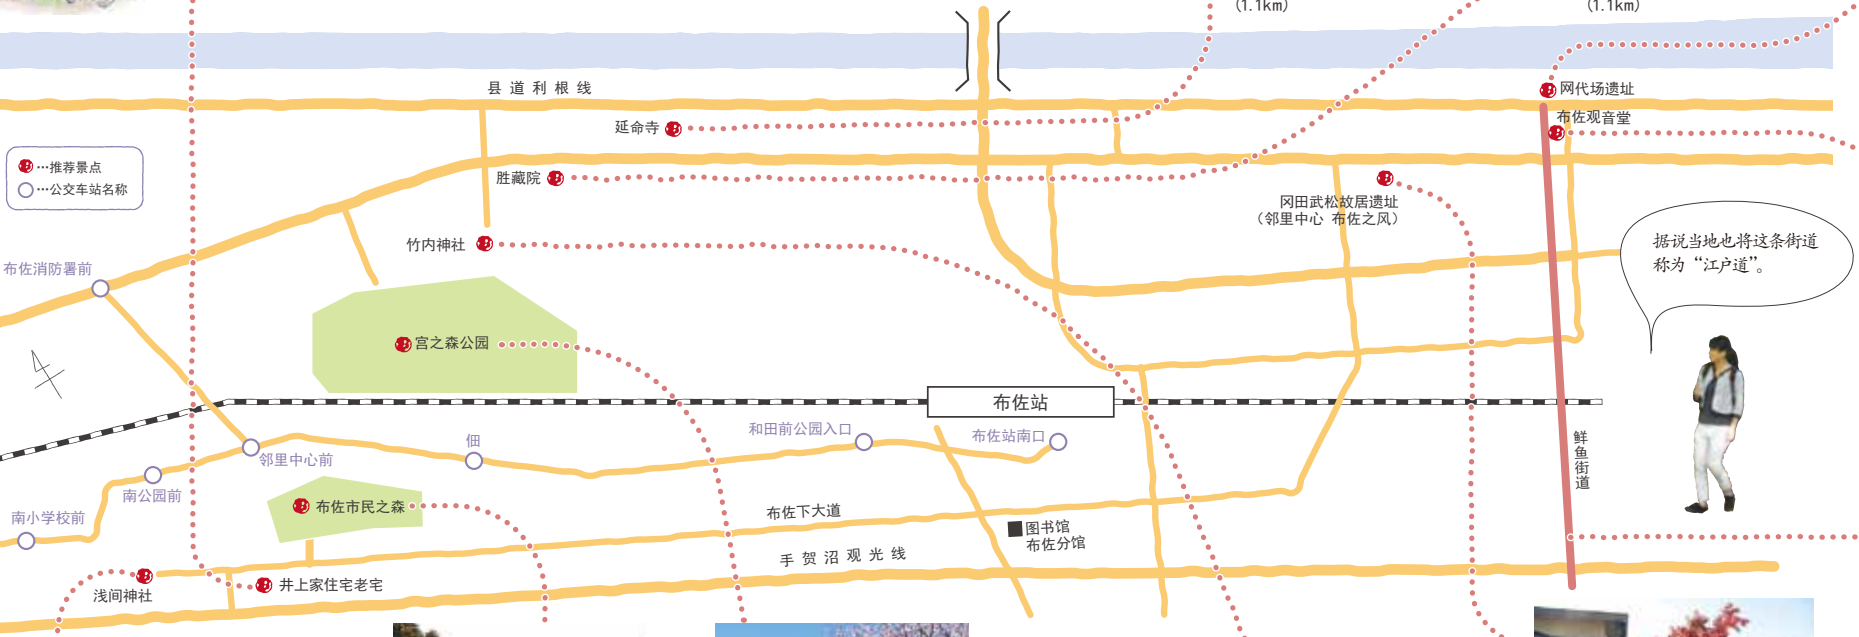 （1.1km）
（1.1km）
县道利根线
网代场遗址
布佐观音堂
延命寺
…推荐景点
…公交车站名称
胜藏院
冈田武松故居遗址
（邻里中心 布佐之风）
竹内神社
据说当地也将这条街道
称为“江户道”。
布佐消防署前
宫之森公园
布佐站
和田前公园入口
布佐站南口
佃
邻里中心前
鲜鱼街道
南公园前
布佐市民之森
南小学校前
布佐下大道
图书馆
布佐分馆
手贺沼观光线
井上家住宅老宅
浅间神社